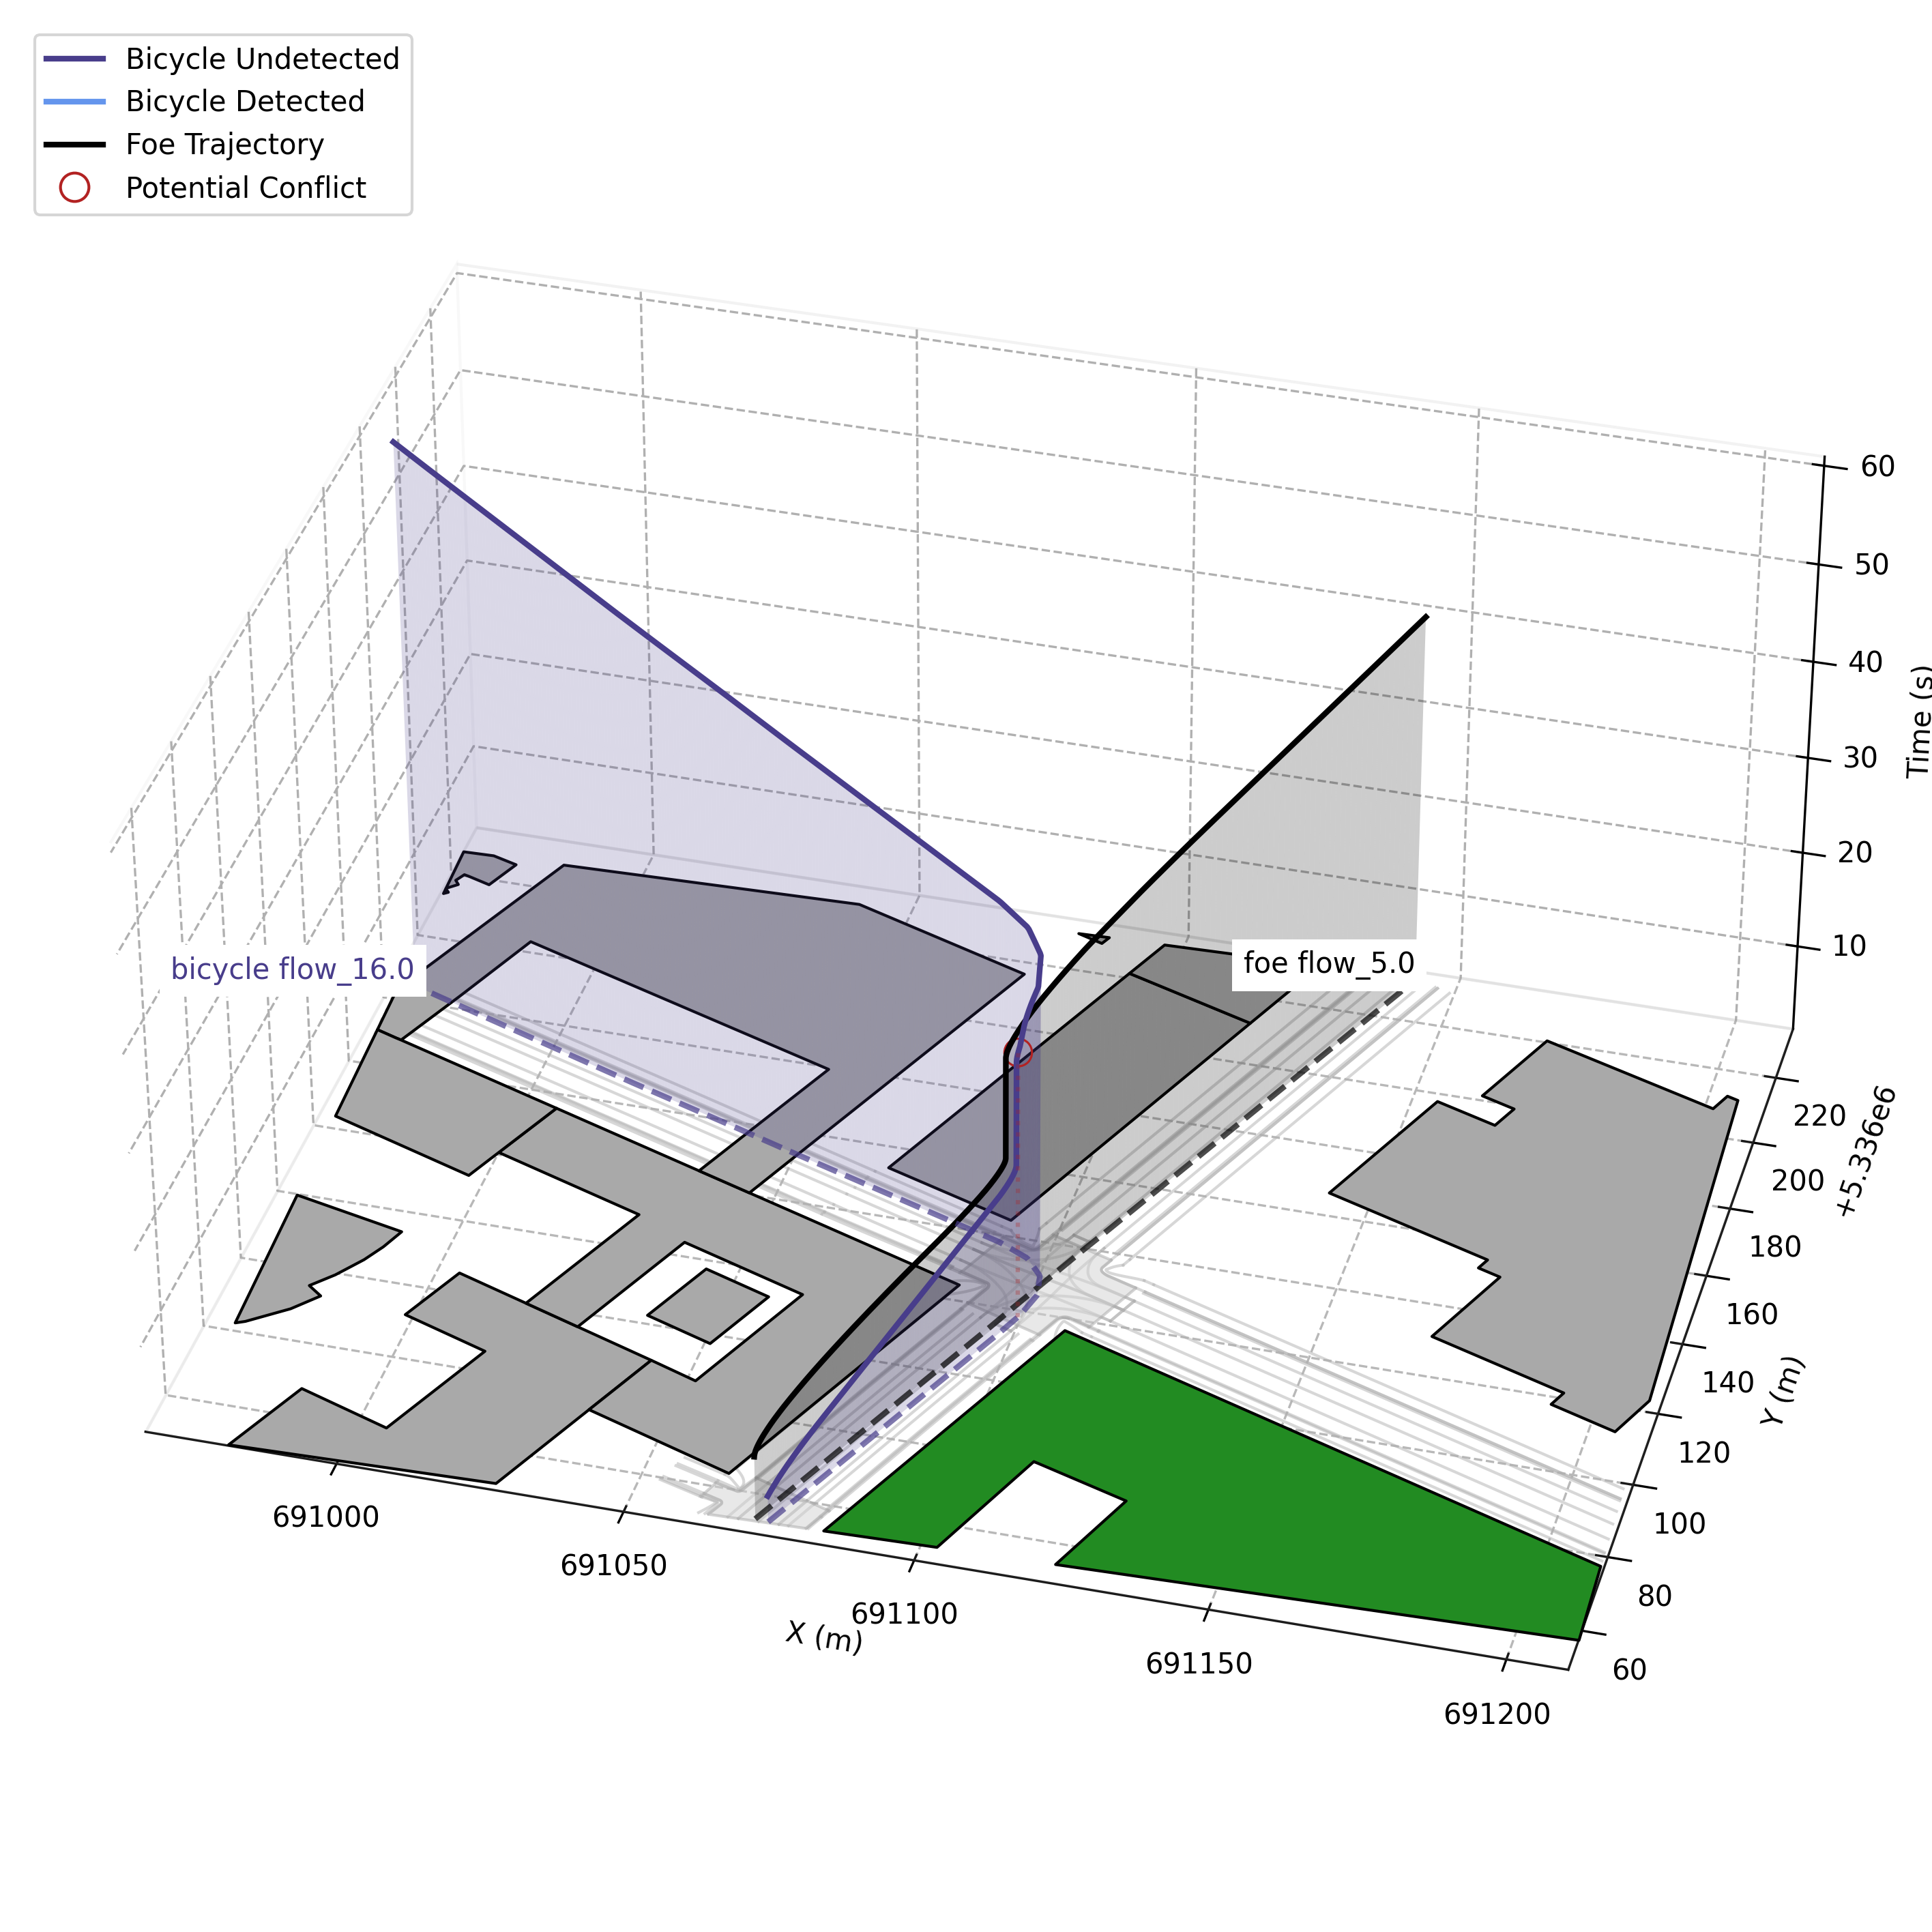 Bicycle Undetected
Bicycle Detected
Foe Trajectory
Potential Conflict
60
50
40
30
20
10
Time (s)
bicycle flow_16.0
foe flow_5.0
220
200
180
160
140
120
100
80
60
+5.336e6
Y (m)
691000
691050
691100
691150
691200
X (m)